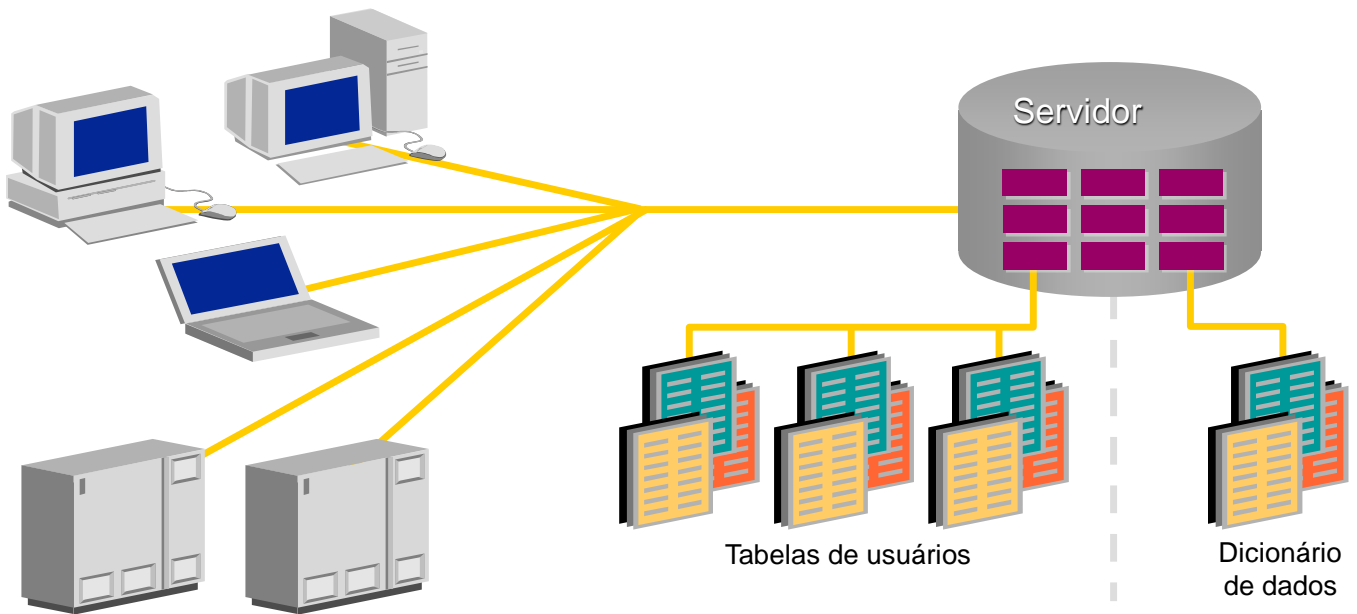 Servidor
Tabelas de usuários
Dicionário
de dados